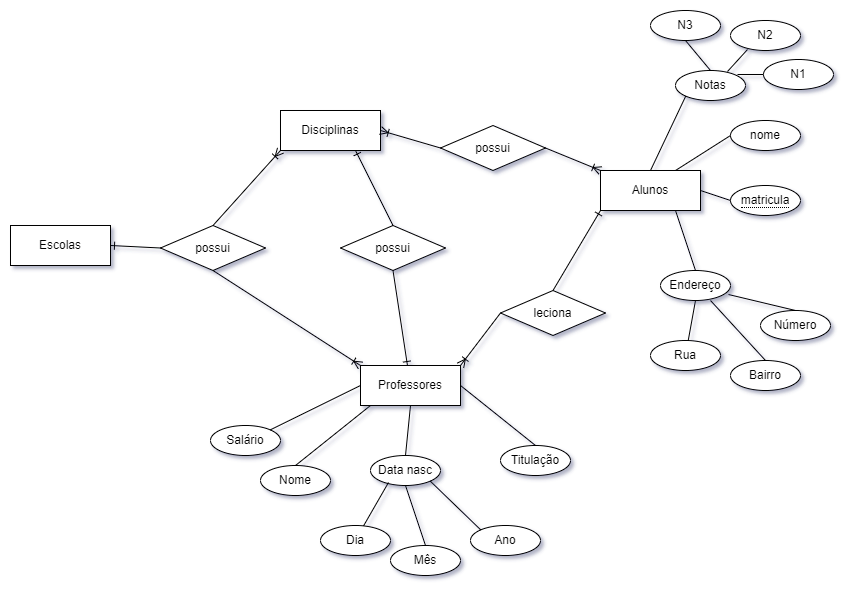 N3
N2
N1
Notas
Disciplinas
possui
nome
Alunos
matricula
Escolas
possui
possui
Endereço
leciona
Número
Rua
Bairro
Professores
Salário
Nome
Data nasc
Titulação
Dia
Mês
Ano